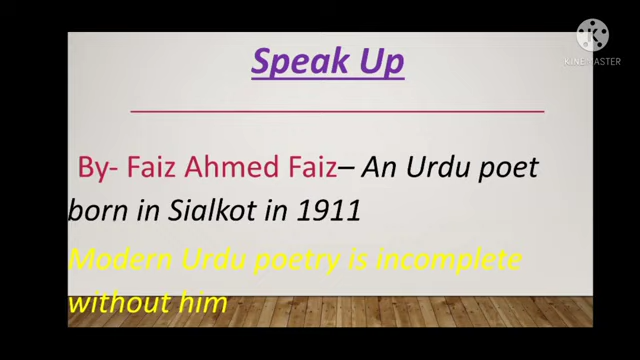 Speak Up
KINEMASTER
By- Faiz Ahmed Faiz– An Urdu poet
born in Sialkot in 1911
Modern Urdu poetry is incomplete
without him